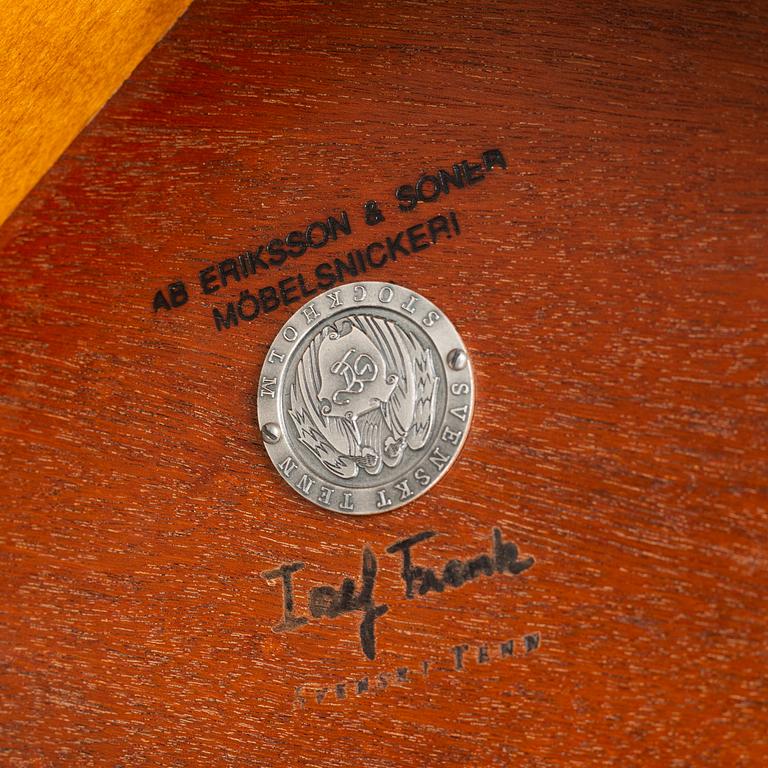 AB ERIKSSON & SÖNER
MÖBELSNICKERI
STOCKHOLM
SVENSKT TENN
Josef Frank
SVENSKT TENN